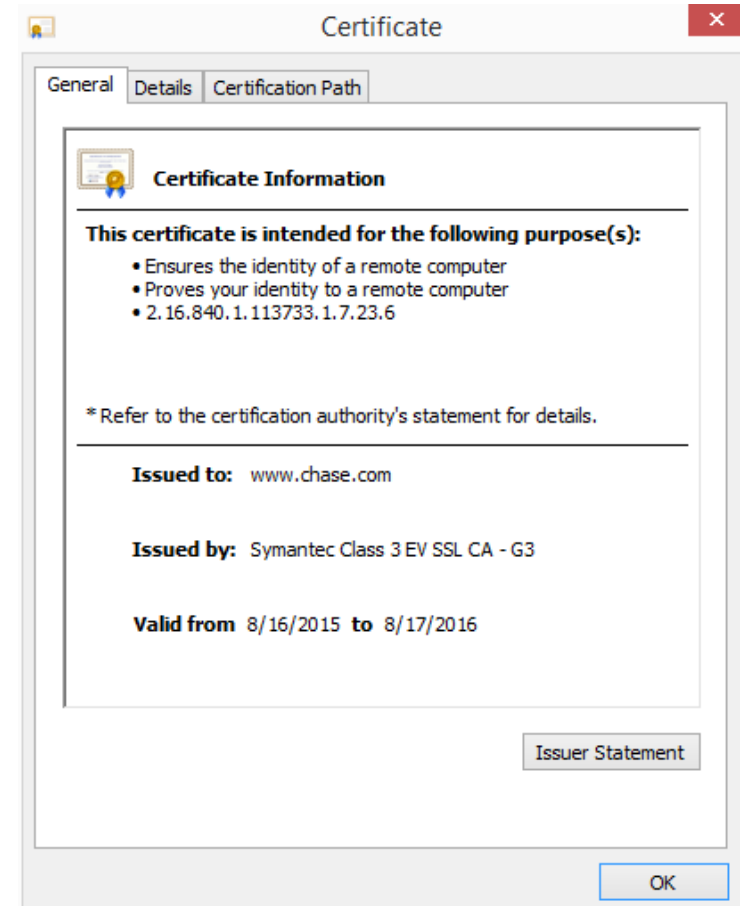 Certificate
General Details Certification Path
Certificate Information
This certificate is intended for the following purpose(s):
• Ensures the identity of a remote computer
• Proves your identity to a remote computer
• 2.16.840.1.113733.1.7.23.6
* Refer to the certification authority's statement for details.
Issued to: www.chase.com
Issued by: Symantec Class 3 EV SSL CA - G3
Valid from 8/16/2015 to 8/17/2016
Issuer Statement
OK